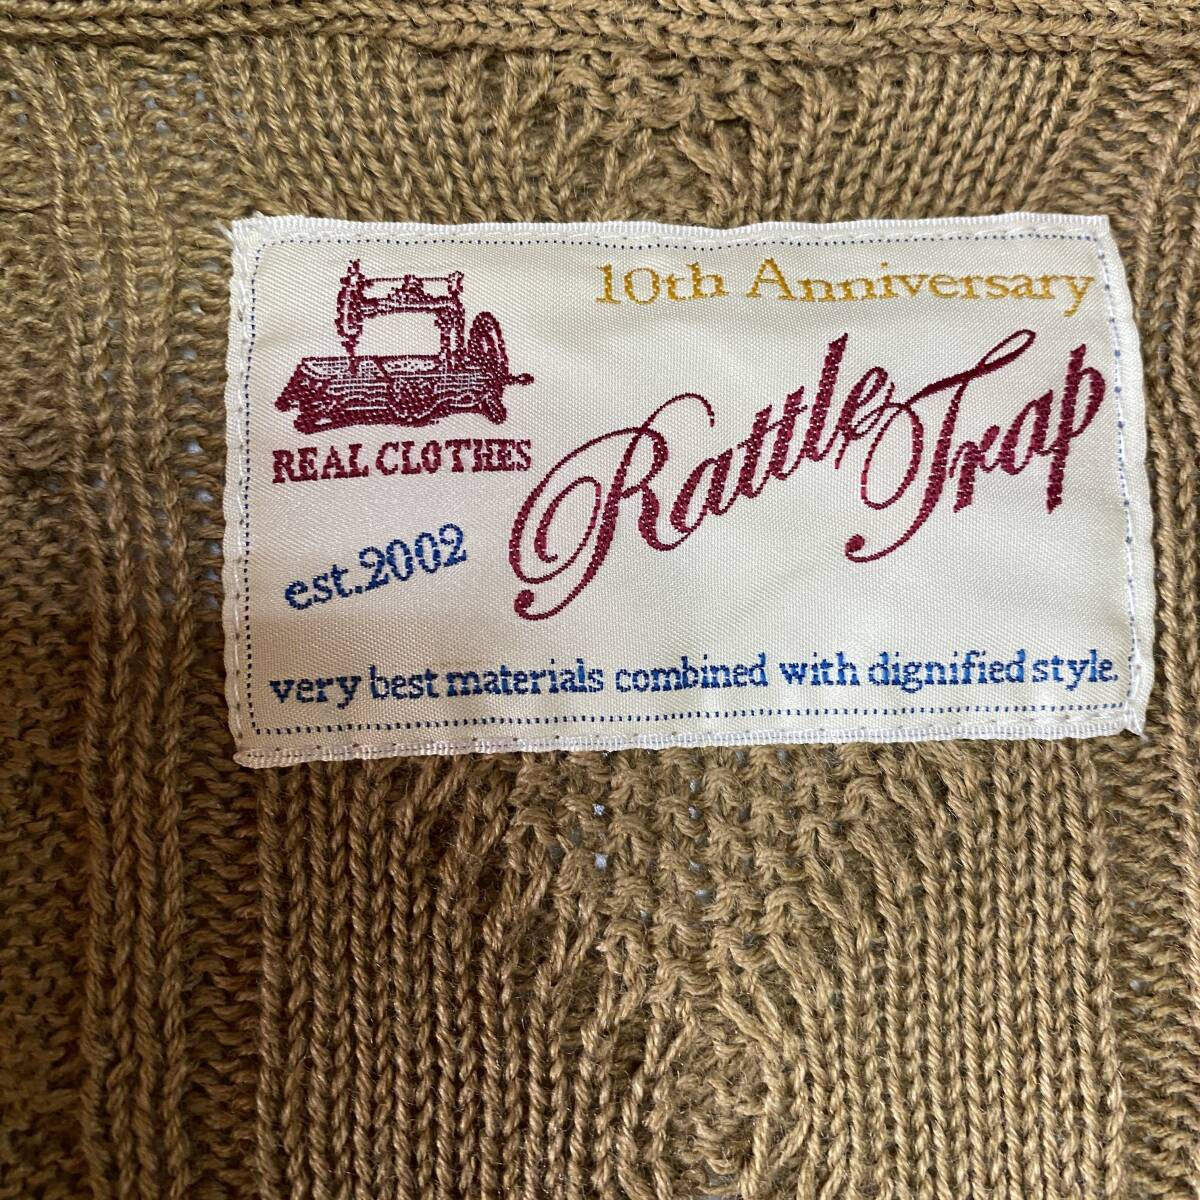 10th Anniversary
Rattle Trap
REAL CLOTHES
est.2002
very best materials combined with dignified style.